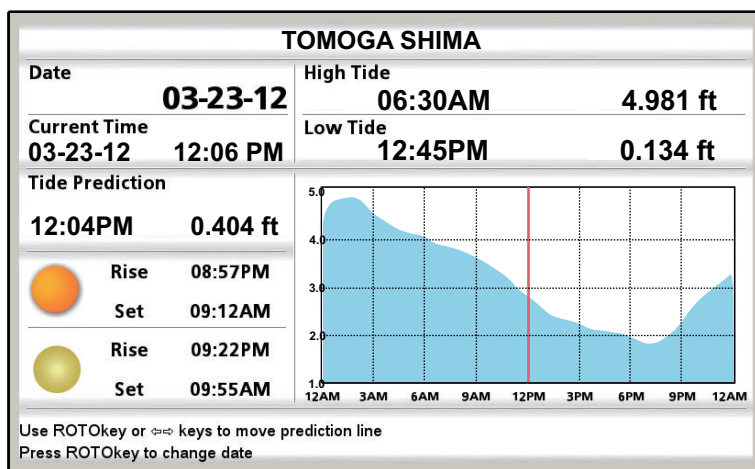 TOMOGA SHIMA
Date
03-23-12
High Tide
06:30AM 4.981 ft
Current Time
03-23-12 12:06 PM
Low Tide
12:45PM 0.134 ft
Tide Prediction
12:04PM 0.404 ft
Rise 08:57PM
Set 09:12AM
Rise 09:22PM
Set 09:55AM
5.0
4.0
3.0
2.0
1.0
12AM 3AM 6AM 9AM 12PM 3PM 6PM 9PM 12AM
Use ROTOkey or ⇦⇨ keys to move prediction line
Press ROTOkey to change date